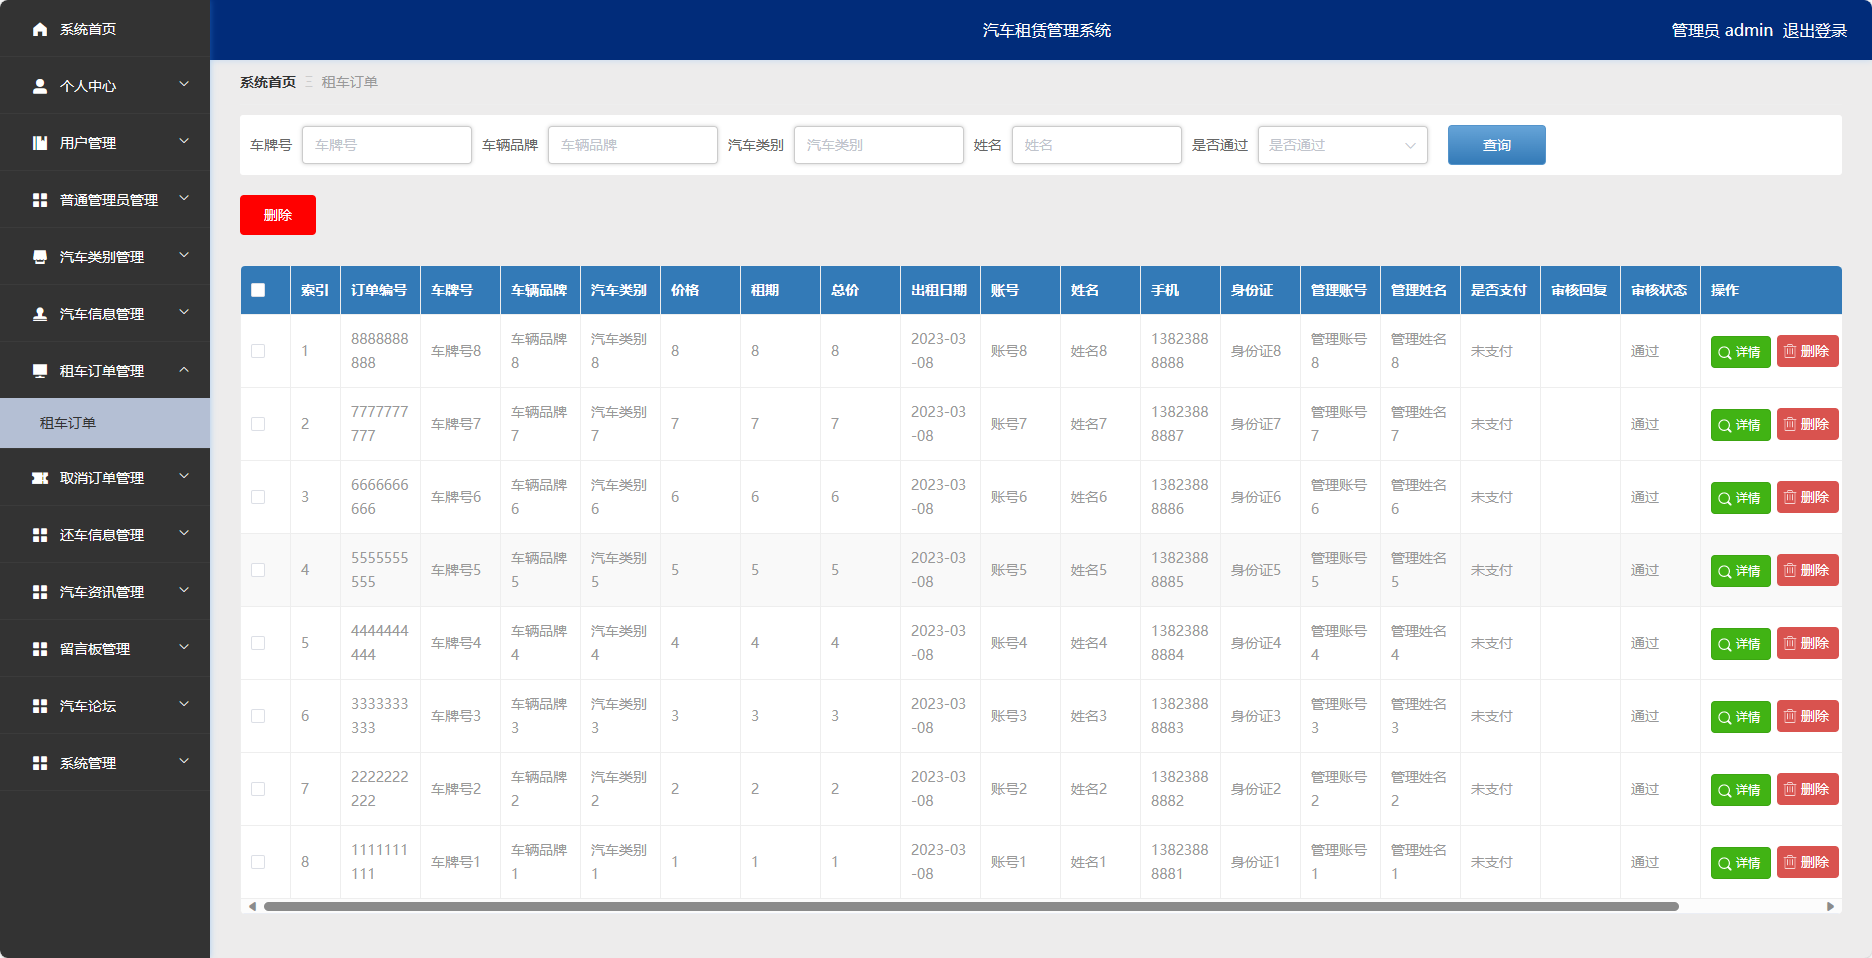 系统首页
个人中心
用户管理
普通管理员管理
汽车类别管理
汽车信息管理
租车订单管理
租车订单
取消订单管理
还车信息管理
汽车资讯管理
留言板管理
汽车论坛
系统管理
汽车租赁管理系统
管理员 admin 退出登录
系统首页 租车订单
车牌号 车牌号 车辆品牌 车辆品牌 汽车类别 汽车类别 姓名 姓名 是否通过 是否通过 查询
删除
索引 订单编号 车牌号 车辆品牌 汽车类别 价格 租期 总价 出租日期 账号 姓名 手机 身份证 管理账号 管理姓名 是否支付 审核回复 审核状态 操作
1 8888888888 车牌号8 车辆品牌8 汽车类别8 8 8 8 2023-03-08 账号8 姓名8 13823888888 身份证8 管理账号8 管理姓名8 未支付 通过 详情 删除
2 7777777777 车牌号7 车辆品牌7 汽车类别7 7 7 7 2023-03-08 账号7 姓名7 13823888887 身份证7 管理账号7 管理姓名7 未支付 通过 详情 删除
3 6666666666 车牌号6 车辆品牌6 汽车类别6 6 6 6 2023-03-08 账号6 姓名6 13823888886 身份证6 管理账号6 管理姓名6 未支付 通过 详情 删除
4 5555555555 车牌号5 车辆品牌5 汽车类别5 5 5 5 2023-03-08 账号5 姓名5 13823888885 身份证5 管理账号5 管理姓名5 未支付 通过 详情 删除
5 4444444444 车牌号4 车辆品牌4 汽车类别4 4 4 4 2023-03-08 账号4 姓名4 13823888884 身份证4 管理账号4 管理姓名4 未支付 通过 详情 删除
6 3333333333 车牌号3 车辆品牌3 汽车类别3 3 3 3 2023-03-08 账号3 姓名3 13823888883 身份证3 管理账号3 管理姓名3 未支付 通过 详情 删除
7 2222222222 车牌号2 车辆品牌2 汽车类别2 2 2 2 2023-03-08 账号2 姓名2 13823888882 身份证2 管理账号2 管理姓名2 未支付 通过 详情 删除
8 1111111111 车牌号1 车辆品牌1 汽车类别1 1 1 1 2023-03-08 账号1 姓名1 13823888881 身份证1 管理账号1 管理姓名1 未支付 通过 详情 删除